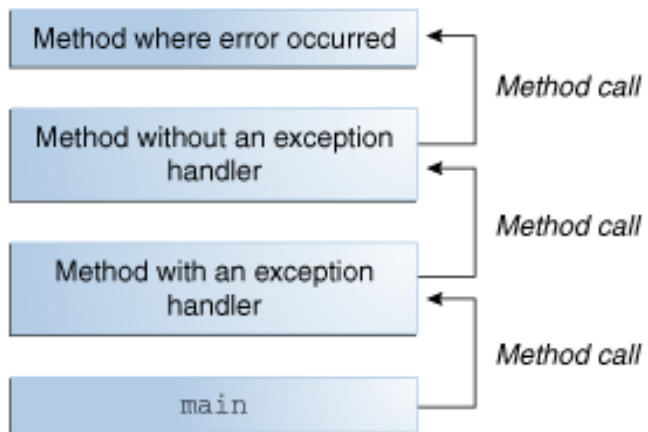 Method where error occurred
Method call
Method without an exception
handler
Method call
Method with an exception
handler
Method call
main